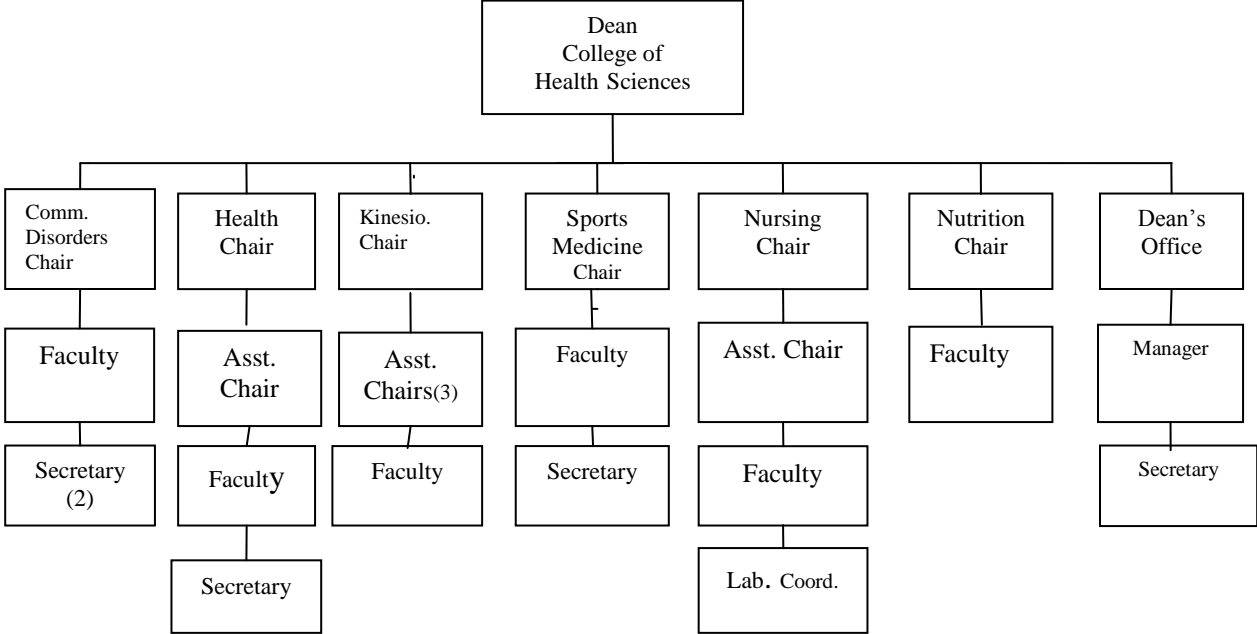 Dean
College of
Health Sciences
Comm.
Disorders
Chair
Health
Chair
Kinesio.
Chair
Sports
Medicine
Chair
Nursing
Chair
Nutrition
Chair
Dean's
Office
Faculty
Asst.
Chair
Asst.
Chairs(3)
Faculty
Asst. Chair
Faculty
Manager
Secretary
(2)
Faculty
Faculty
Secretary
Faculty
Secretary
Secretary
Lab. Coord.